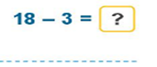 18 – 3 = ?